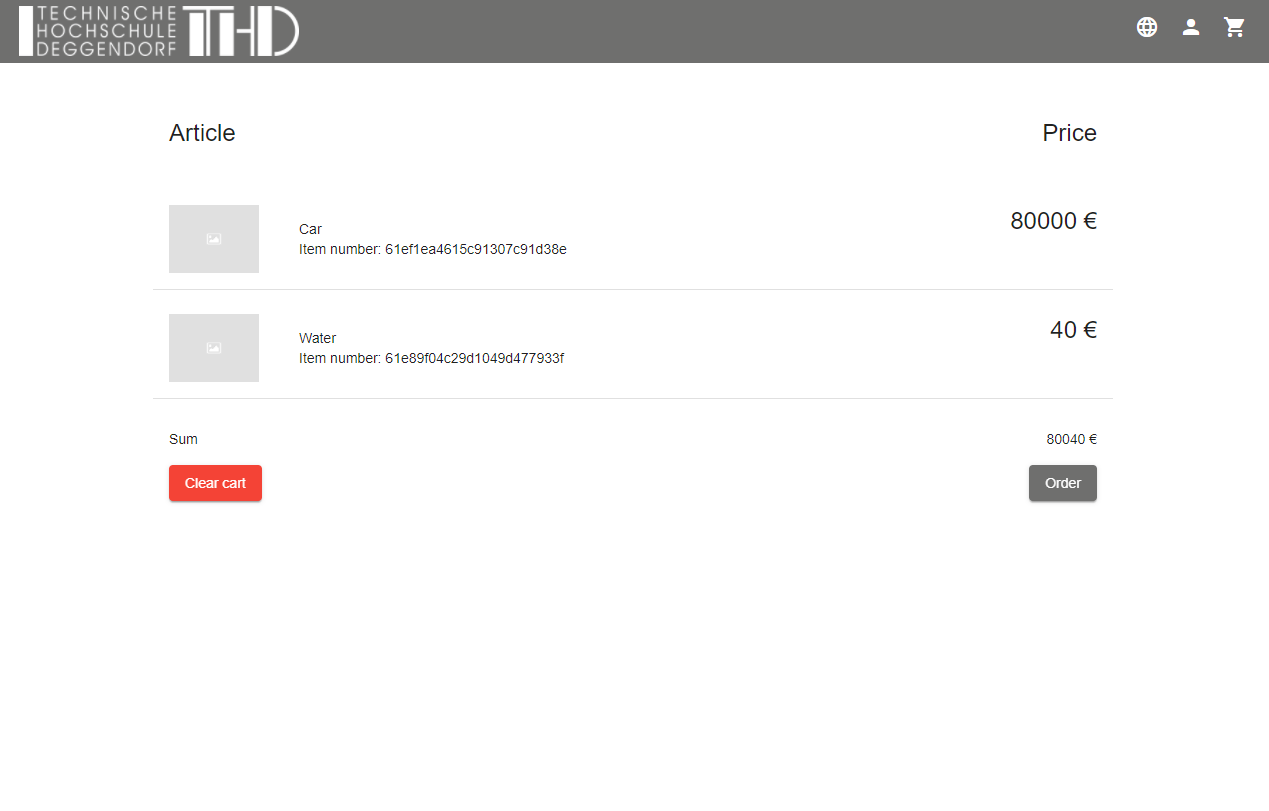 TECHNISCHE
HOCHSCHULE
DEGGENDORF
THD
Article Price
Car 80000 €
Item number: 61ef1ea4615c91307c91d38e
Water 40 €
Item number: 61e89f04c29d1049d477933f
Sum 80040 €
Clear cart Order